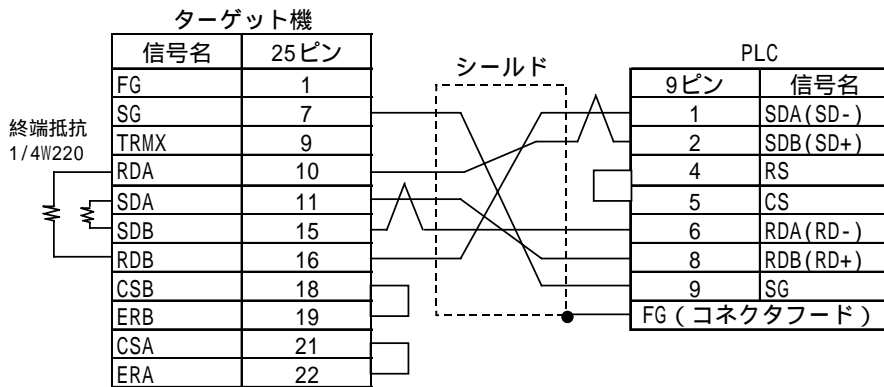 ターゲット機
信号名 25ピン
FG 1
SG 7
TRMX 9
RDA 10
SDA 11
SDB 15
RDB 16
CSB 18
ERB 19
CSA 21
ERA 22
終端抵抗
1/4W220
シールド
PLC
9ピン 信号名
1 SDA(SD-)
2 SDB(SD+)
4 RS
5 CS
6 RDA(RD-)
8 RDB(RD+)
9 SG
FG(コネクタフード)